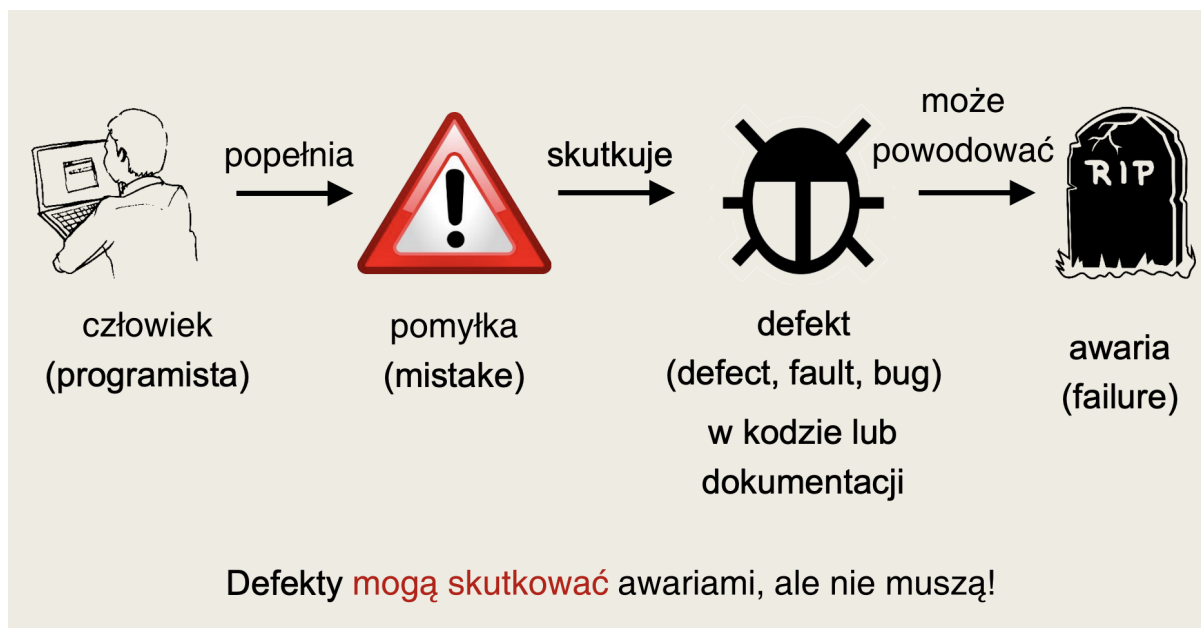 popełnia
skutkuje
może
powodować
RIP
człowiek
(programista)
pomyłka
(mistake)
defekt
(defect, fault, bug)
w kodzie lub
dokumentacji
awaria
(failure)
Defekty mogą skutkować awariami, ale nie muszą!